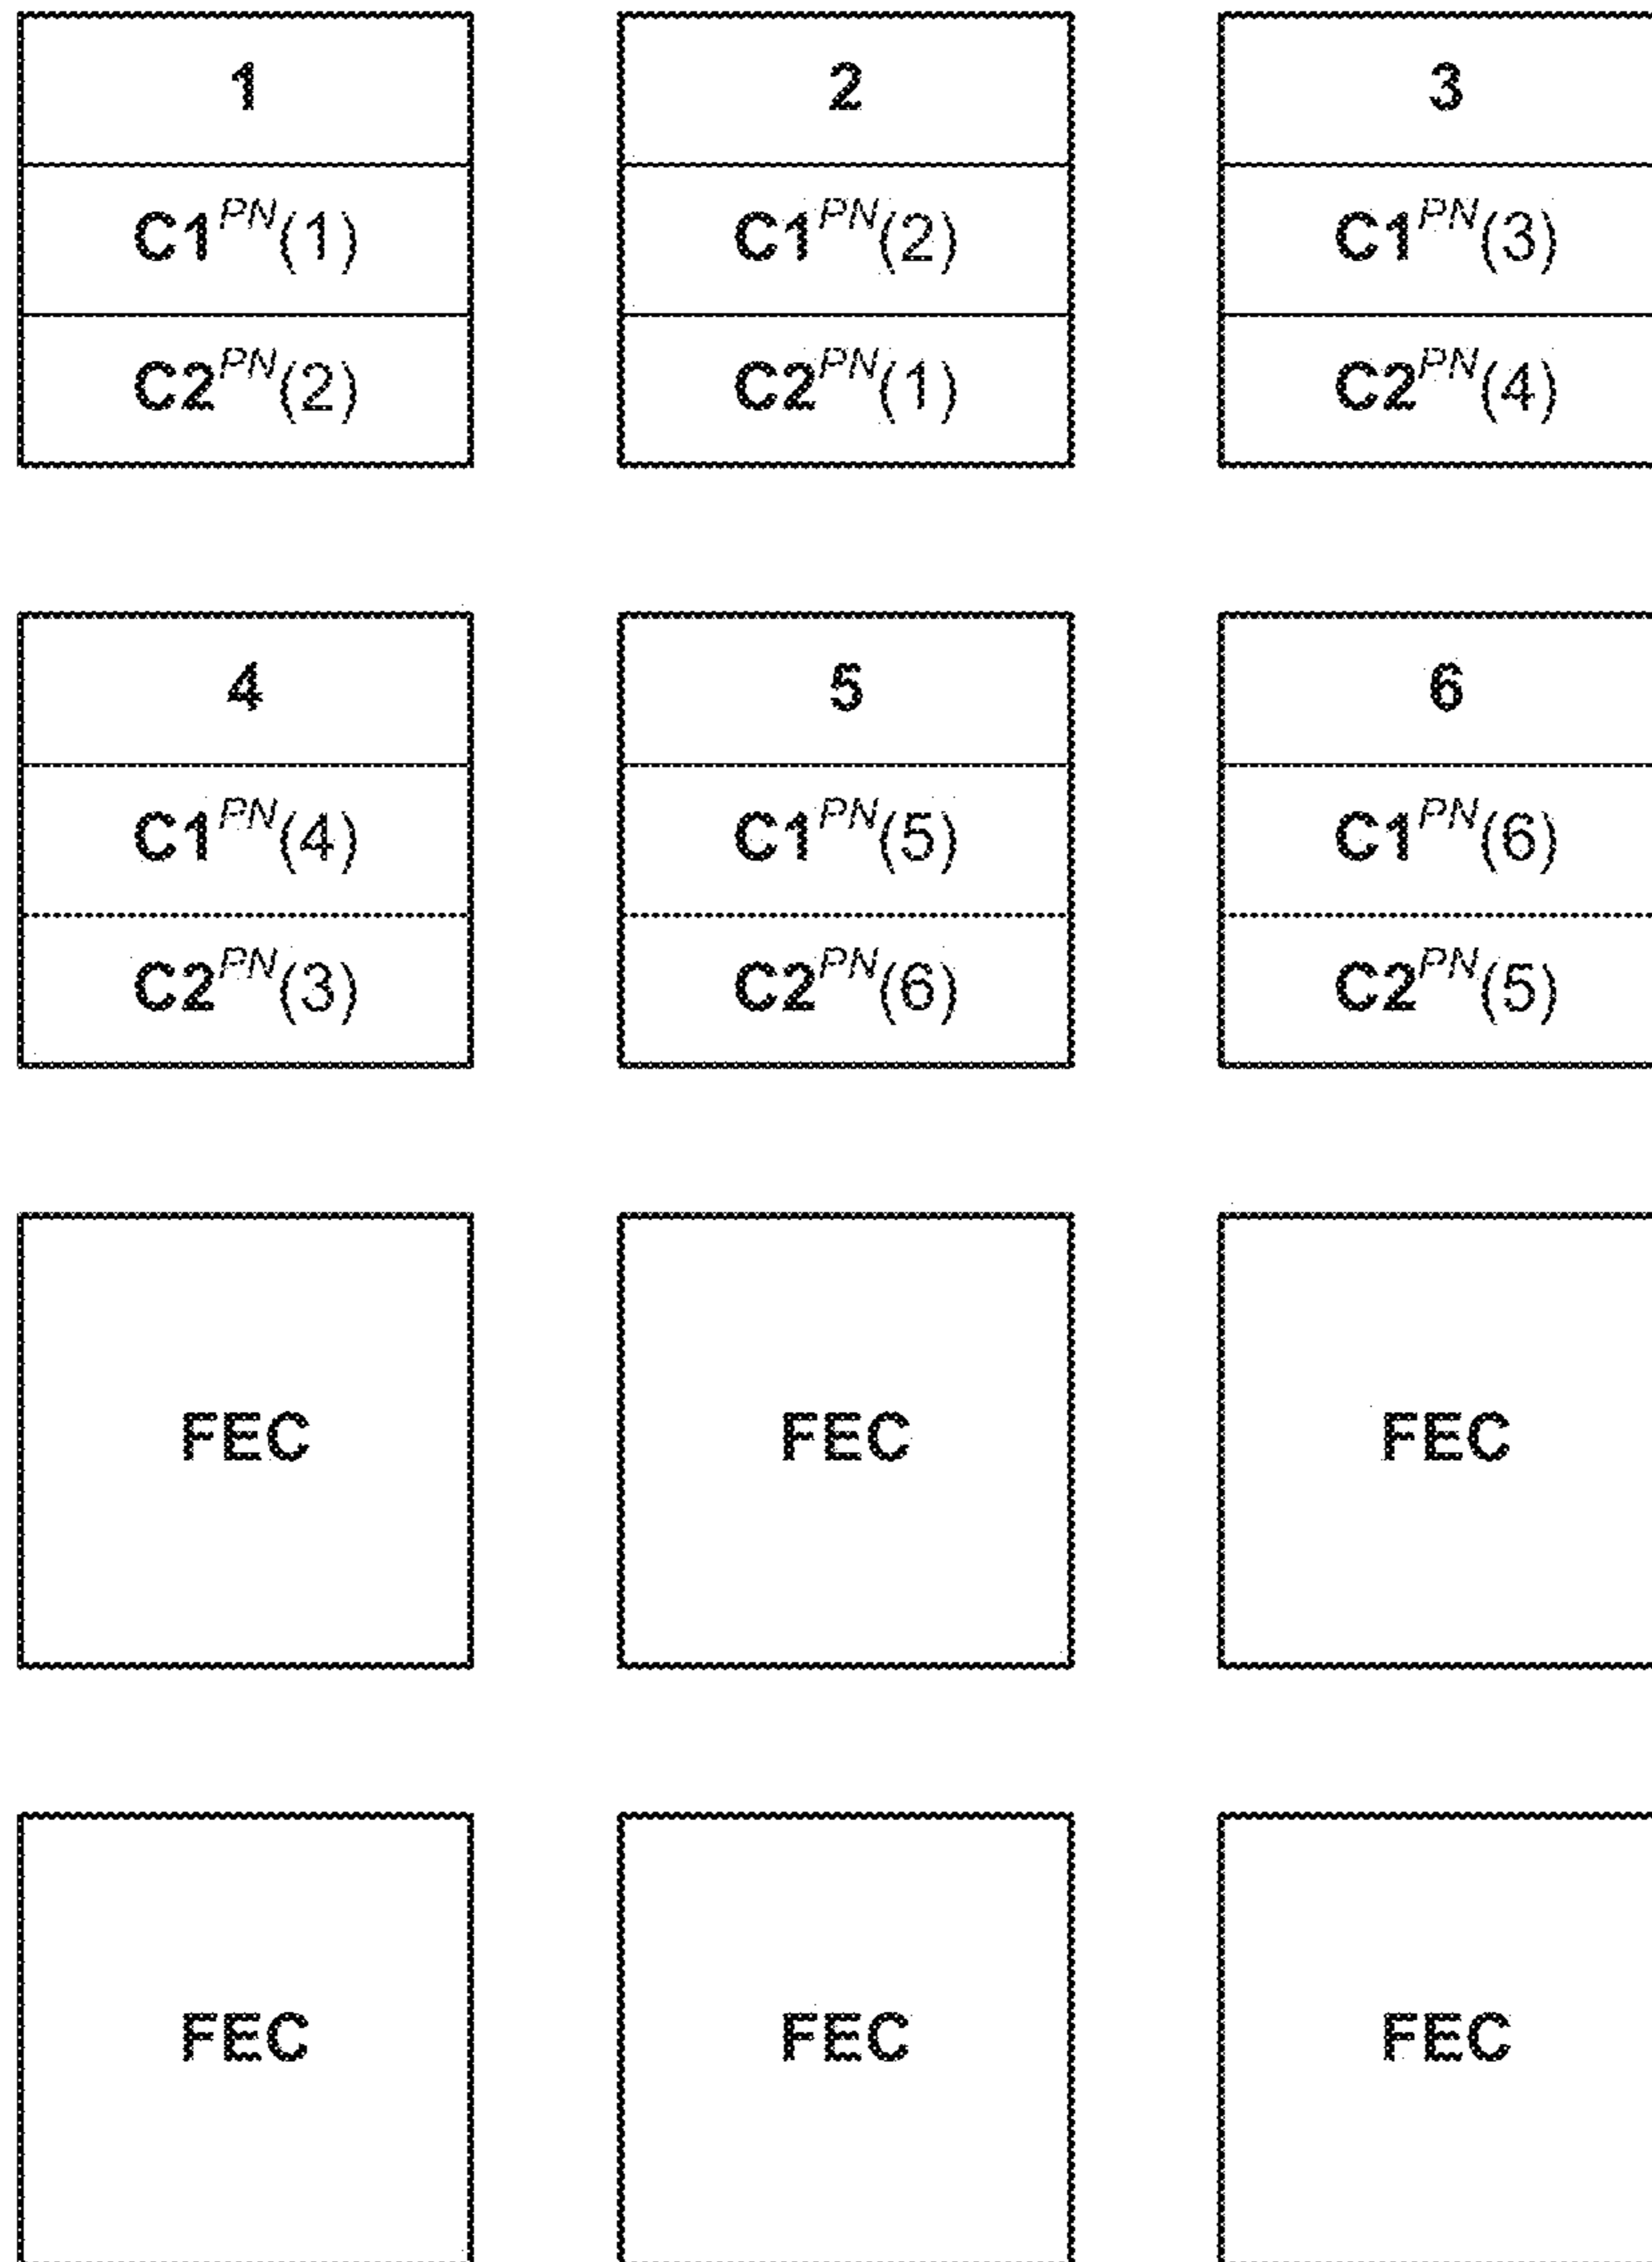 1 2 3
C1^PN(1) C1^PN(2) C1^PN(3)
C2^PN(2) C2^PN(1) C2^PN(4)
4 5 6
C1^PN(4) C1^PN(5) C1^PN(6)
C2^PN(3) C2^PN(6) C2^PN(5)
FEC FEC FEC
FEC FEC FEC